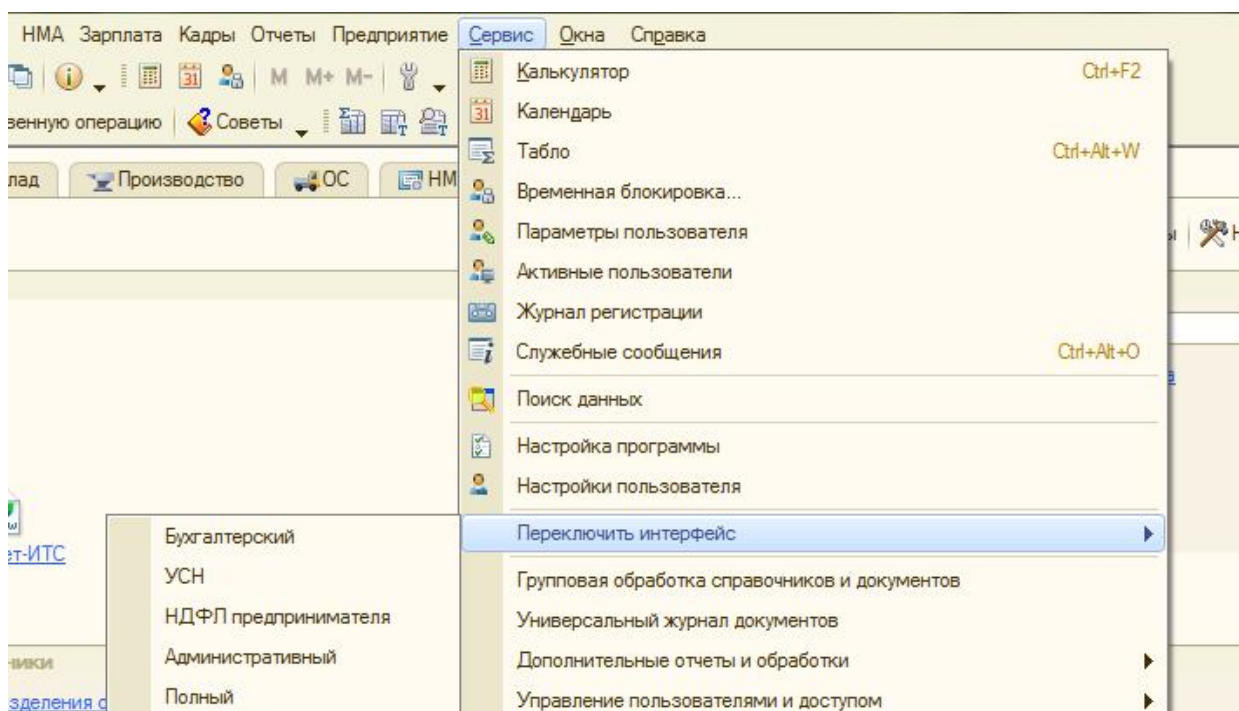 НМА Зарплата Кадры Отчеты Предприятие Сервис Окна Справка
M M+ M-
венную операцию Советы
лад Производство ОС НМ
Калькулятор Ctrl+F2
Календарь
Табло Ctrl+Alt+W
Временная блокировка...
Параметры пользователя
Активные пользователи
Журнал регистрации
Служебные сообщения Ctrl+Alt+O
Поиск данных
Настройка программы
Настройки пользователя
Переключить интерфейс
Групповая обработка справочников и документов
Универсальный журнал документов
Дополнительные отчеты и обработки
Управление пользователями и доступом
Бухгалтерский
УСН
НДФЛ предпринимателя
Административный
Полный
ет-ИТС
ники
зделения о